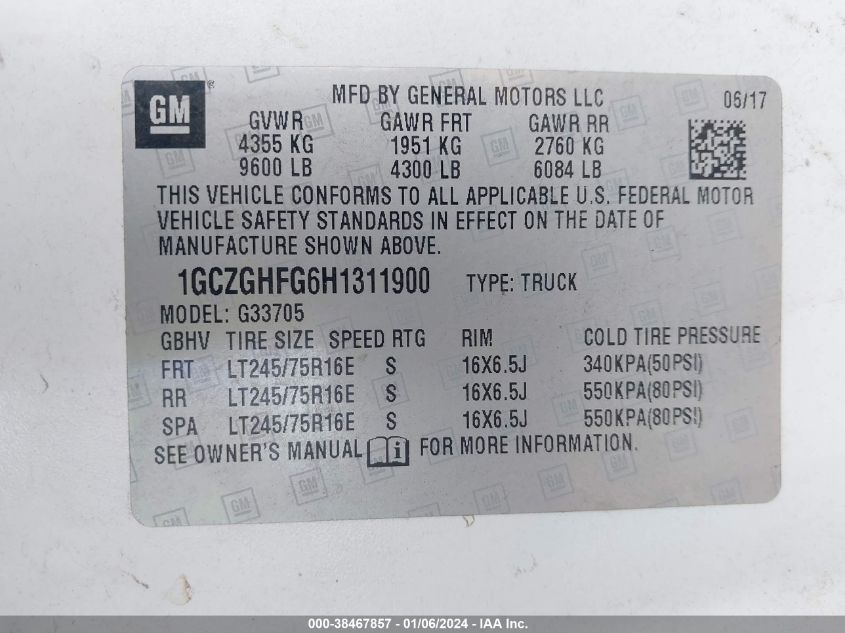 GM ® MFD BY GENERAL MOTORS LLC 06/17
GVWR GAWR FRT GAWR RR
4355 KG 1951 KG 2760 KG
9600 LB 4300 LB 6084 LB
THIS VEHICLE CONFORMS TO ALL APPLICABLE U.S. FEDERAL MOTOR
VEHICLE SAFETY STANDARDS IN EFFECT ON THE DATE OF
MANUFACTURE SHOWN ABOVE.
1GCZGHFG6H1311900 TYPE: TRUCK
MODEL: G33705
GBHV TIRE SIZE SPEED RTG RIM COLD TIRE PRESSURE
FRT LT245/75R16E S 16X6.5J 340KPA(50PSI)
RR LT245/75R16E S 16X6.5J 550KPA(80PSI)
SPA LT245/75R16E S 16X6.5J 550KPA(80PSI)
SEE OWNER'S MANUAL i FOR MORE INFORMATION.
000-38467857 - 01/06/2024 - IAA Inc.